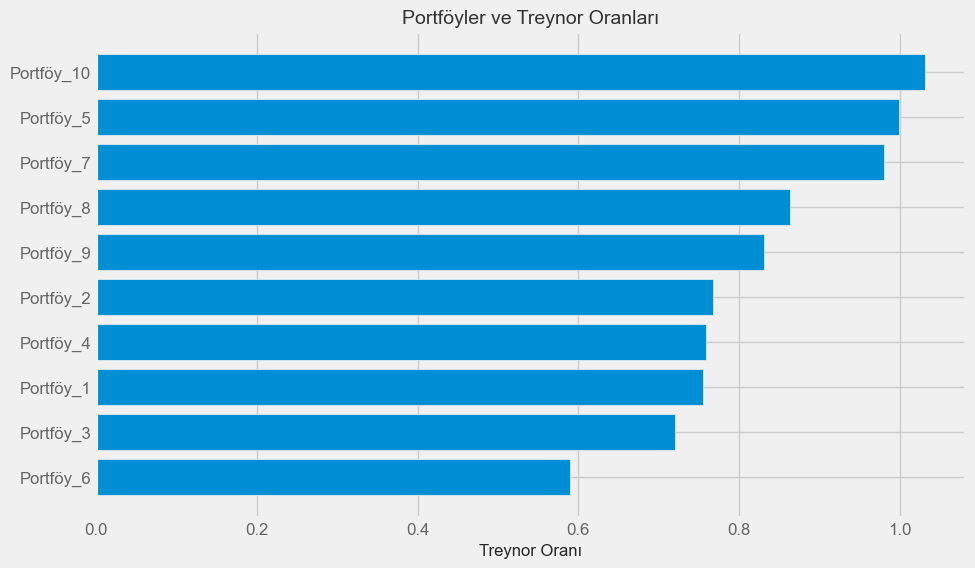 Portföyler ve Treynor Oranları
Portföy_10
Portföy_5
Portföy_7
Portföy_8
Portföy_9
Portföy_2
Portföy_4
Portföy_1
Portföy_3
Portföy_6
0.0 0.2 0.4 0.6 0.8 1.0
Treynor Oranı